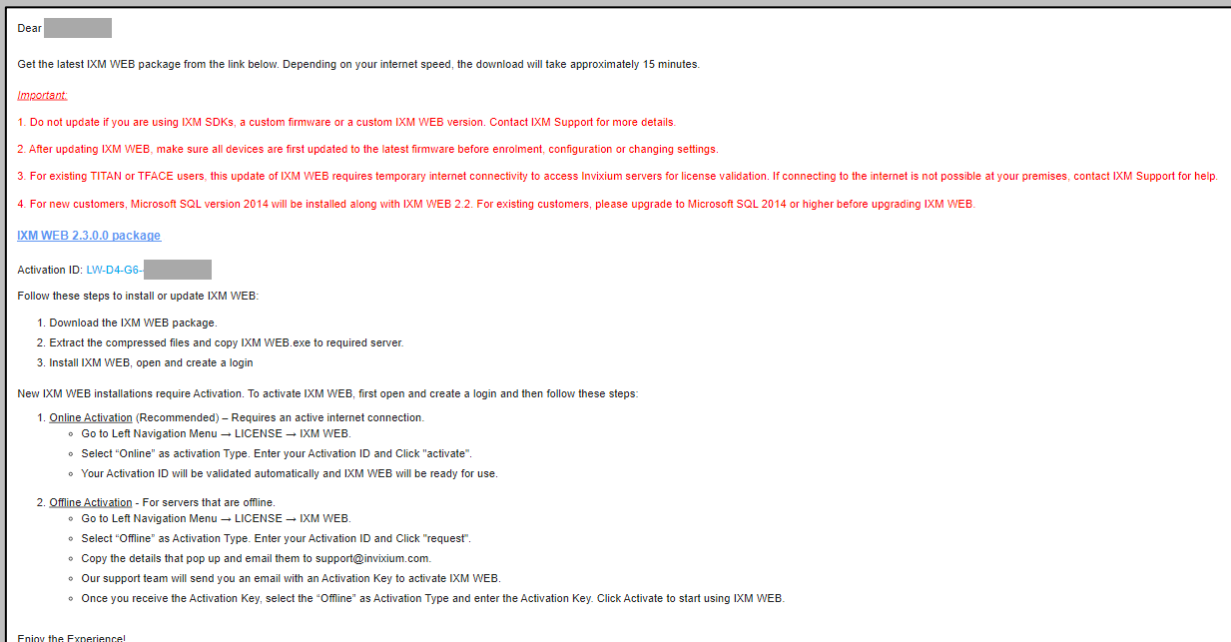 Dear
Get the latest IXM WEB package from the link below. Depending on your internet speed, the download will take approximately 15 minutes.
Important:
1. Do not update if you are using IXM SDKs, a custom firmware or a custom IXM WEB version. Contact IXM Support for more details.
2. After updating IXM WEB, make sure all devices are first updated to the latest firmware before enrolment, configuration or changing settings.
3. For existing TITAN or TFACE users, this update of IXM WEB requires temporary internet connectivity to access Invixium servers for license validation. If connecting to the internet is not possible at your premises, contact IXM Support for help.
4. For new customers, Microsoft SQL version 2014 will be installed along with IXM WEB 2.2. For existing customers, please upgrade to Microsoft SQL 2014 or higher before upgrading IXM WEB.
IXM WEB 2.3.0.0 package
Activation ID: LW-D4-G6-
Follow these steps to install or update IXM WEB:
1. Download the IXM WEB package.
2. Extract the compressed files and copy IXM WEB.exe to required server.
3. Install IXM WEB, open and create a login
New IXM WEB installations require Activation. To activate IXM WEB, first open and create a login and then follow these steps:
1. Online Activation (Recommended) – Requires an active internet connection.
◦ Go to Left Navigation Menu → LICENSE → IXM WEB.
◦ Select “Online” as activation Type. Enter your Activation ID and Click "activate".
◦ Your Activation ID will be validated automatically and IXM WEB will be ready for use.
2. Offline Activation - For servers that are offline.
◦ Go to Left Navigation Menu → LICENSE → IXM WEB.
◦ Select “Offline” as Activation Type. Enter your Activation ID and Click "request".
◦ Copy the details that pop up and email them to support@invixium.com.
◦ Our support team will send you an email with an Activation Key to activate IXM WEB.
◦ Once you receive the Activation Key, select the “Offline” as Activation Type and enter the Activation Key. Click Activate to start using IXM WEB.
Enjoy the Experience!